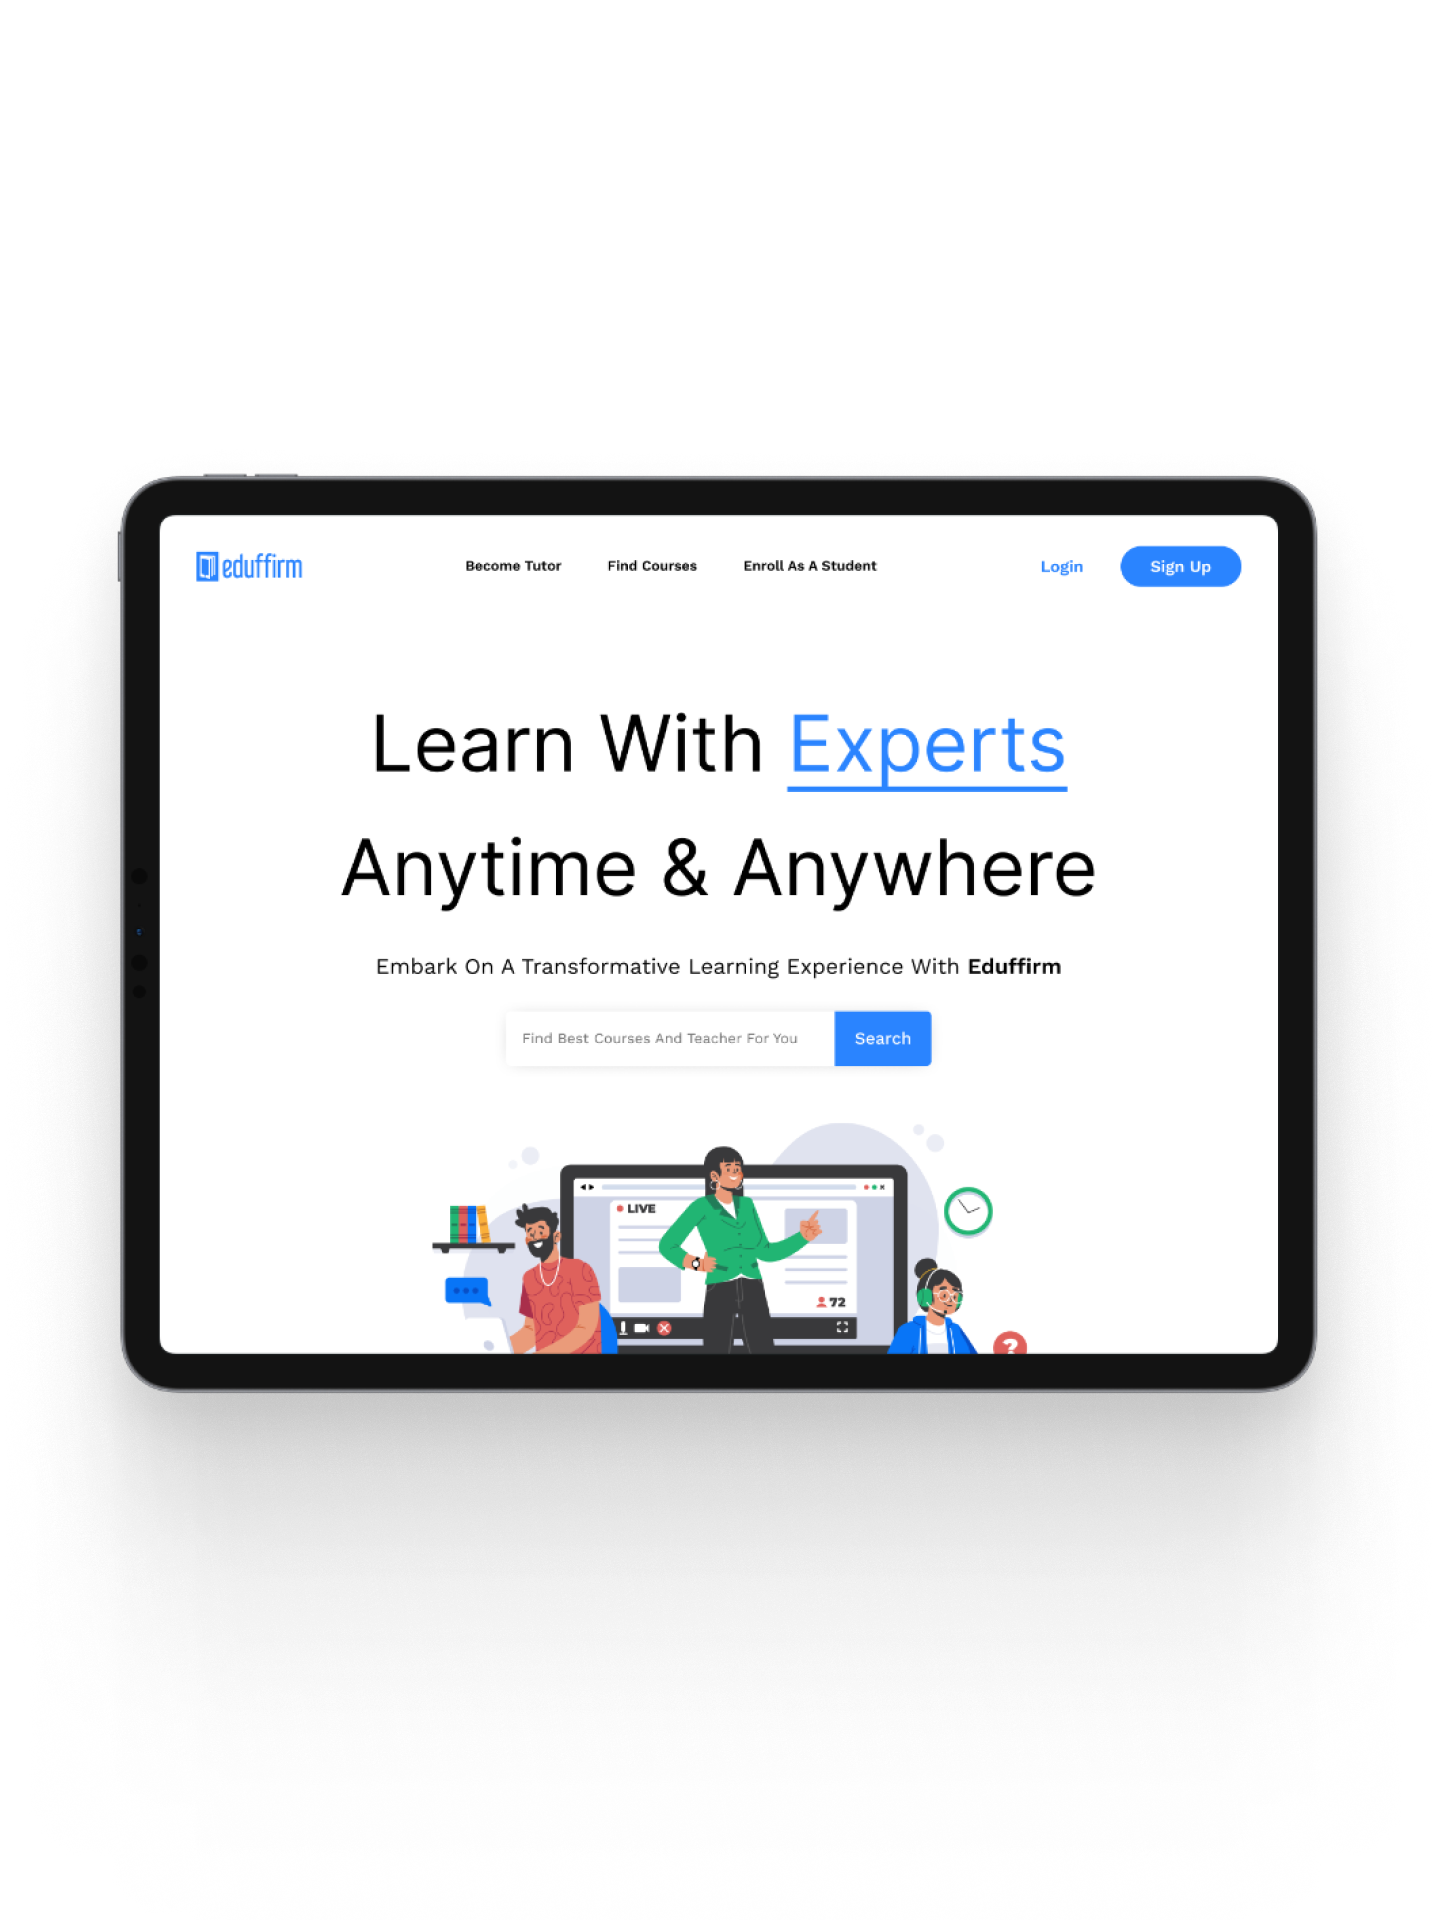 eduffirm
Become Tutor Find Courses Enroll As A Student Login Sign Up
Learn With Experts
Anytime & Anywhere
Embark On A Transformative Learning Experience With Eduffirm
Find Best Courses And Teacher For You Search
LIVE
72
?